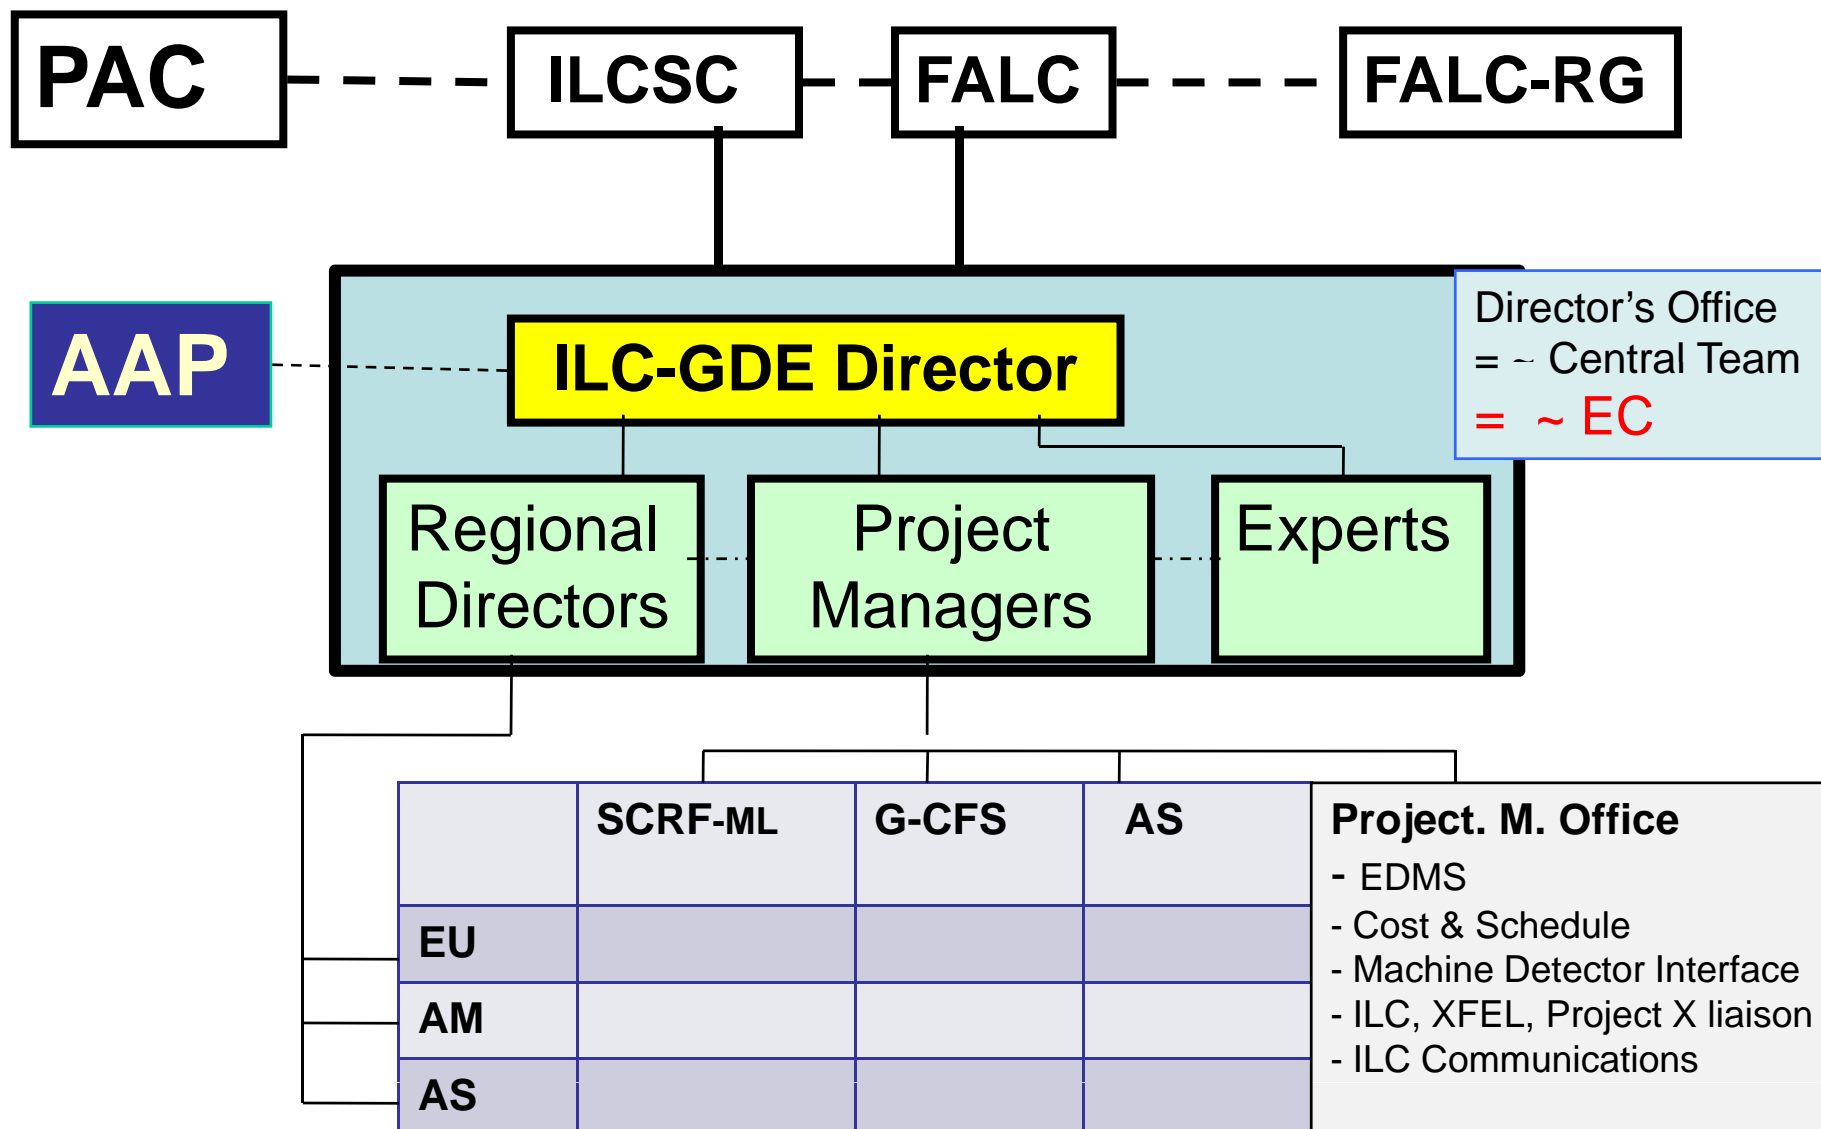 PAC
ILCSC
FALC
FALC-RG
AAP
ILC-GDE Director
Director’s Office
= ~ Central Team
= ~ EC
Regional
Directors
Project
Managers
Experts
SCRF-ML
G-CFS
AS
EU
AM
AS
Project. M. Office
- EDMS
- Cost & Schedule
- Machine Detector Interface
- ILC, XFEL, Project X liaison
- ILC Communications